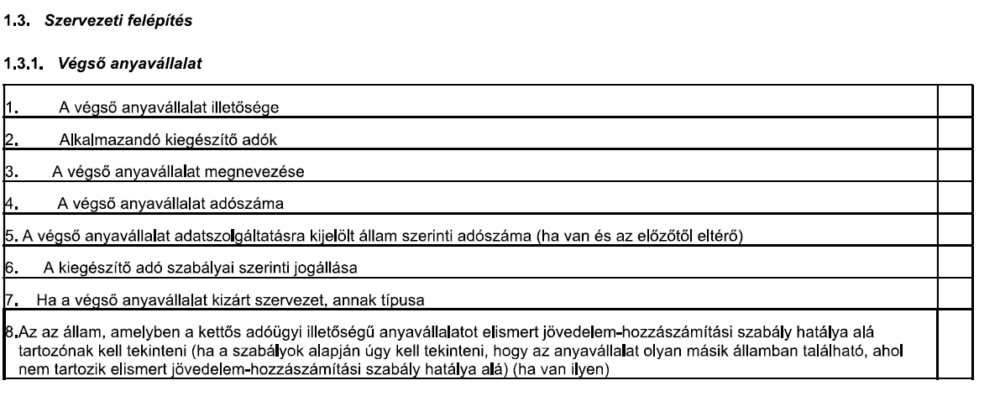 1.3. Szervezeti felépítés
1.3.1. Végső anyavállalat
1. A végső anyavállalat illetősége
2. Alkalmazandó kiegészítő adók
3. A végső anyavállalat megnevezése
4. A végső anyavállalat adószáma
5. A végső anyavállalat adatszolgáltatásra kijelölt állam szerinti adószáma (ha van és az előzőtől eltérő)
6. A kiegészítő adó szabályai szerinti jogállása
7. Ha a végső anyavállalat kizárt szervezet, annak típusa
8.Az az állam, amelyben a kettős adóügyi illetőségű anyavállalatot elismert jövedelem-hozzászámítási szabály hatálya alá
tartozónak kell tekinteni (ha a szabályok alapján úgy kell tekinteni, hogy az anyavállalat olyan másik államban található, ahol
nem tartozik elismert jövedelem-hozzászámítási szabály hatálya alá) (ha van ilyen)